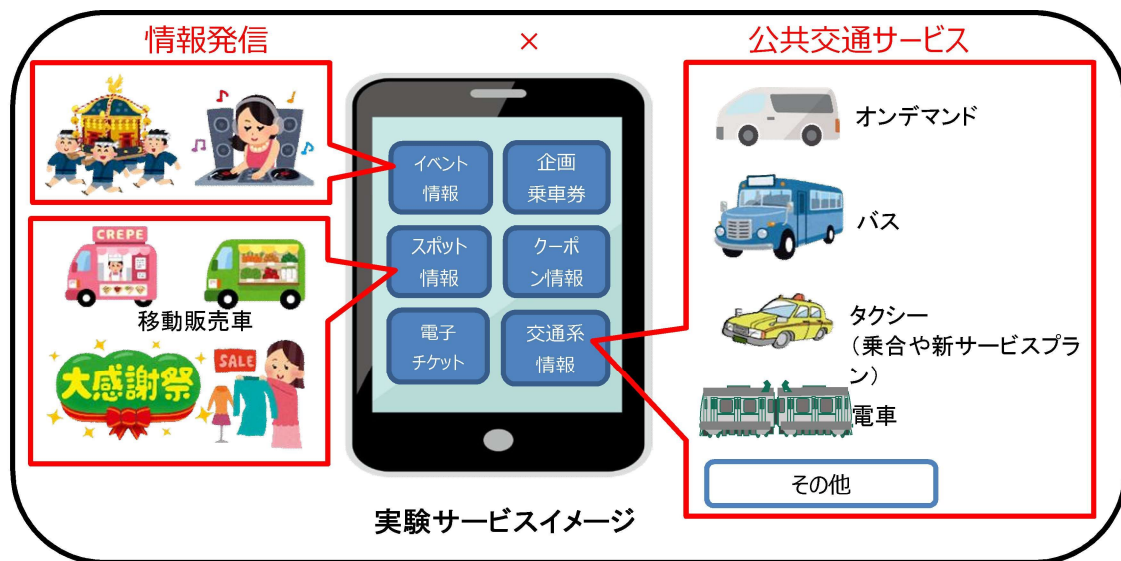 情報発信
×
公共交通サービス
イベント
情報
企画
乗車券
スポット
情報
クーポ
ン情報
電子
チケット
交通系
情報
CREPE
移動販売車
大感謝祭
SALE
オンデマンド
バス
タクシー
(乗合や新サービスプラ
ン)
電車
その他
実験サービスイメージ